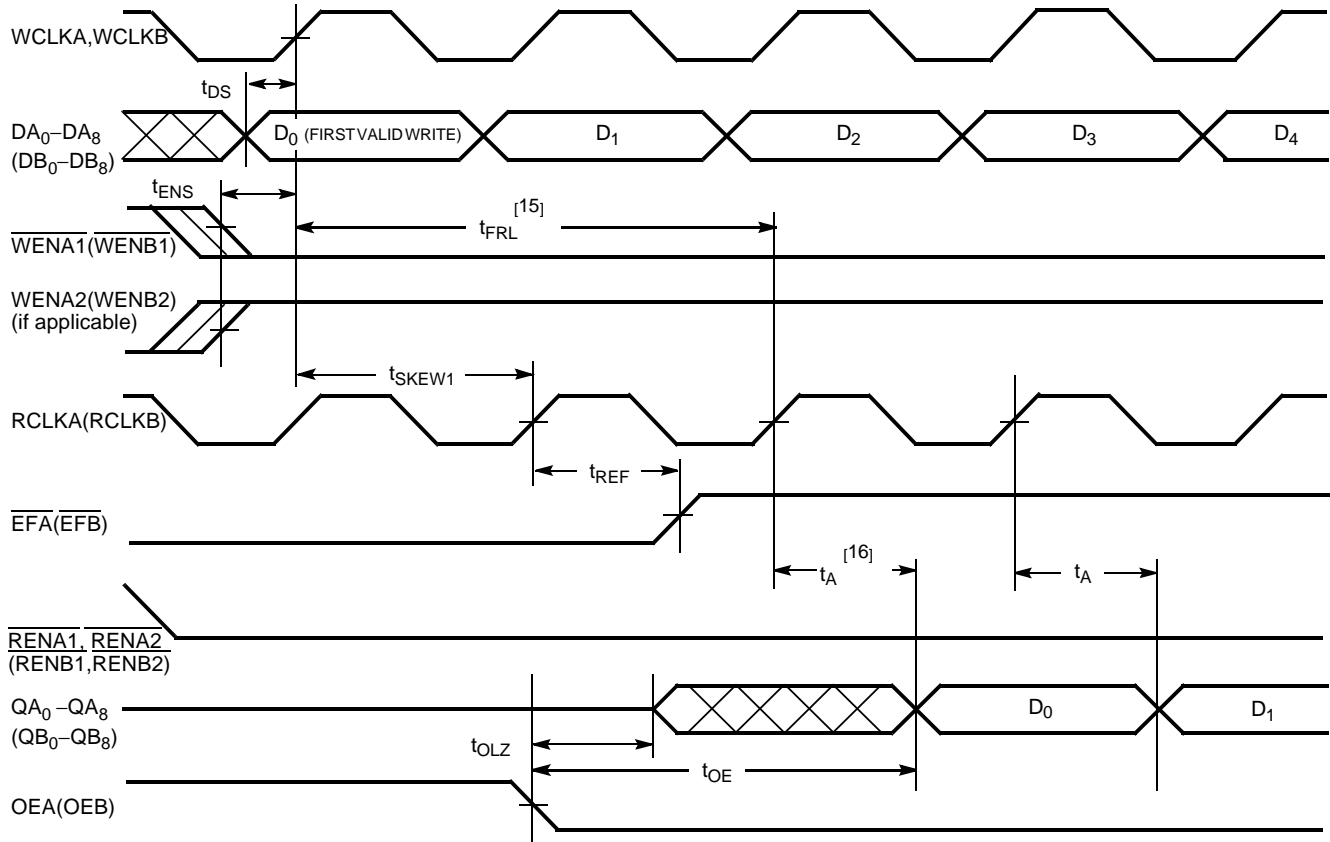 WCLKA,WCLKB
tDS
DA0–DA8
(DB0–DB8)
D0 (FIRST VALID WRITE)
D1
D2
D3
D4
tENS
[15]
tFRL
WENA1(WENB1)
WENA2(WENB2)
(if applicable)
tSKEW1
RCLKA(RCLKB)
tREF
EFA(EFB)
[16]
tA
tA
RENA1, RENA2
(RENB1,RENB2)
QA0 –QA8
(QB0–QB8)
D0
D1
tOLZ
tOE
OEA(OEB)